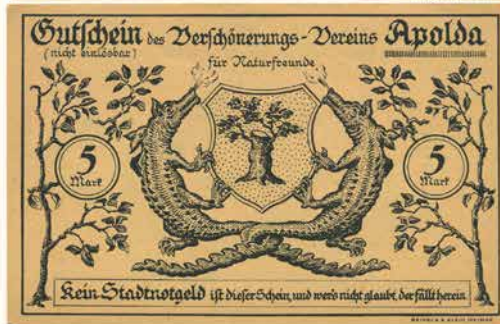 Gutschein des Verschönerungs-Vereins Apolda
(nicht einlösbar)
für Naturfreunde
5
Mark
5
Mark
Kein Stadtnotgeld ist dieser Schein, und wer's nicht glaubt, der fällt herein